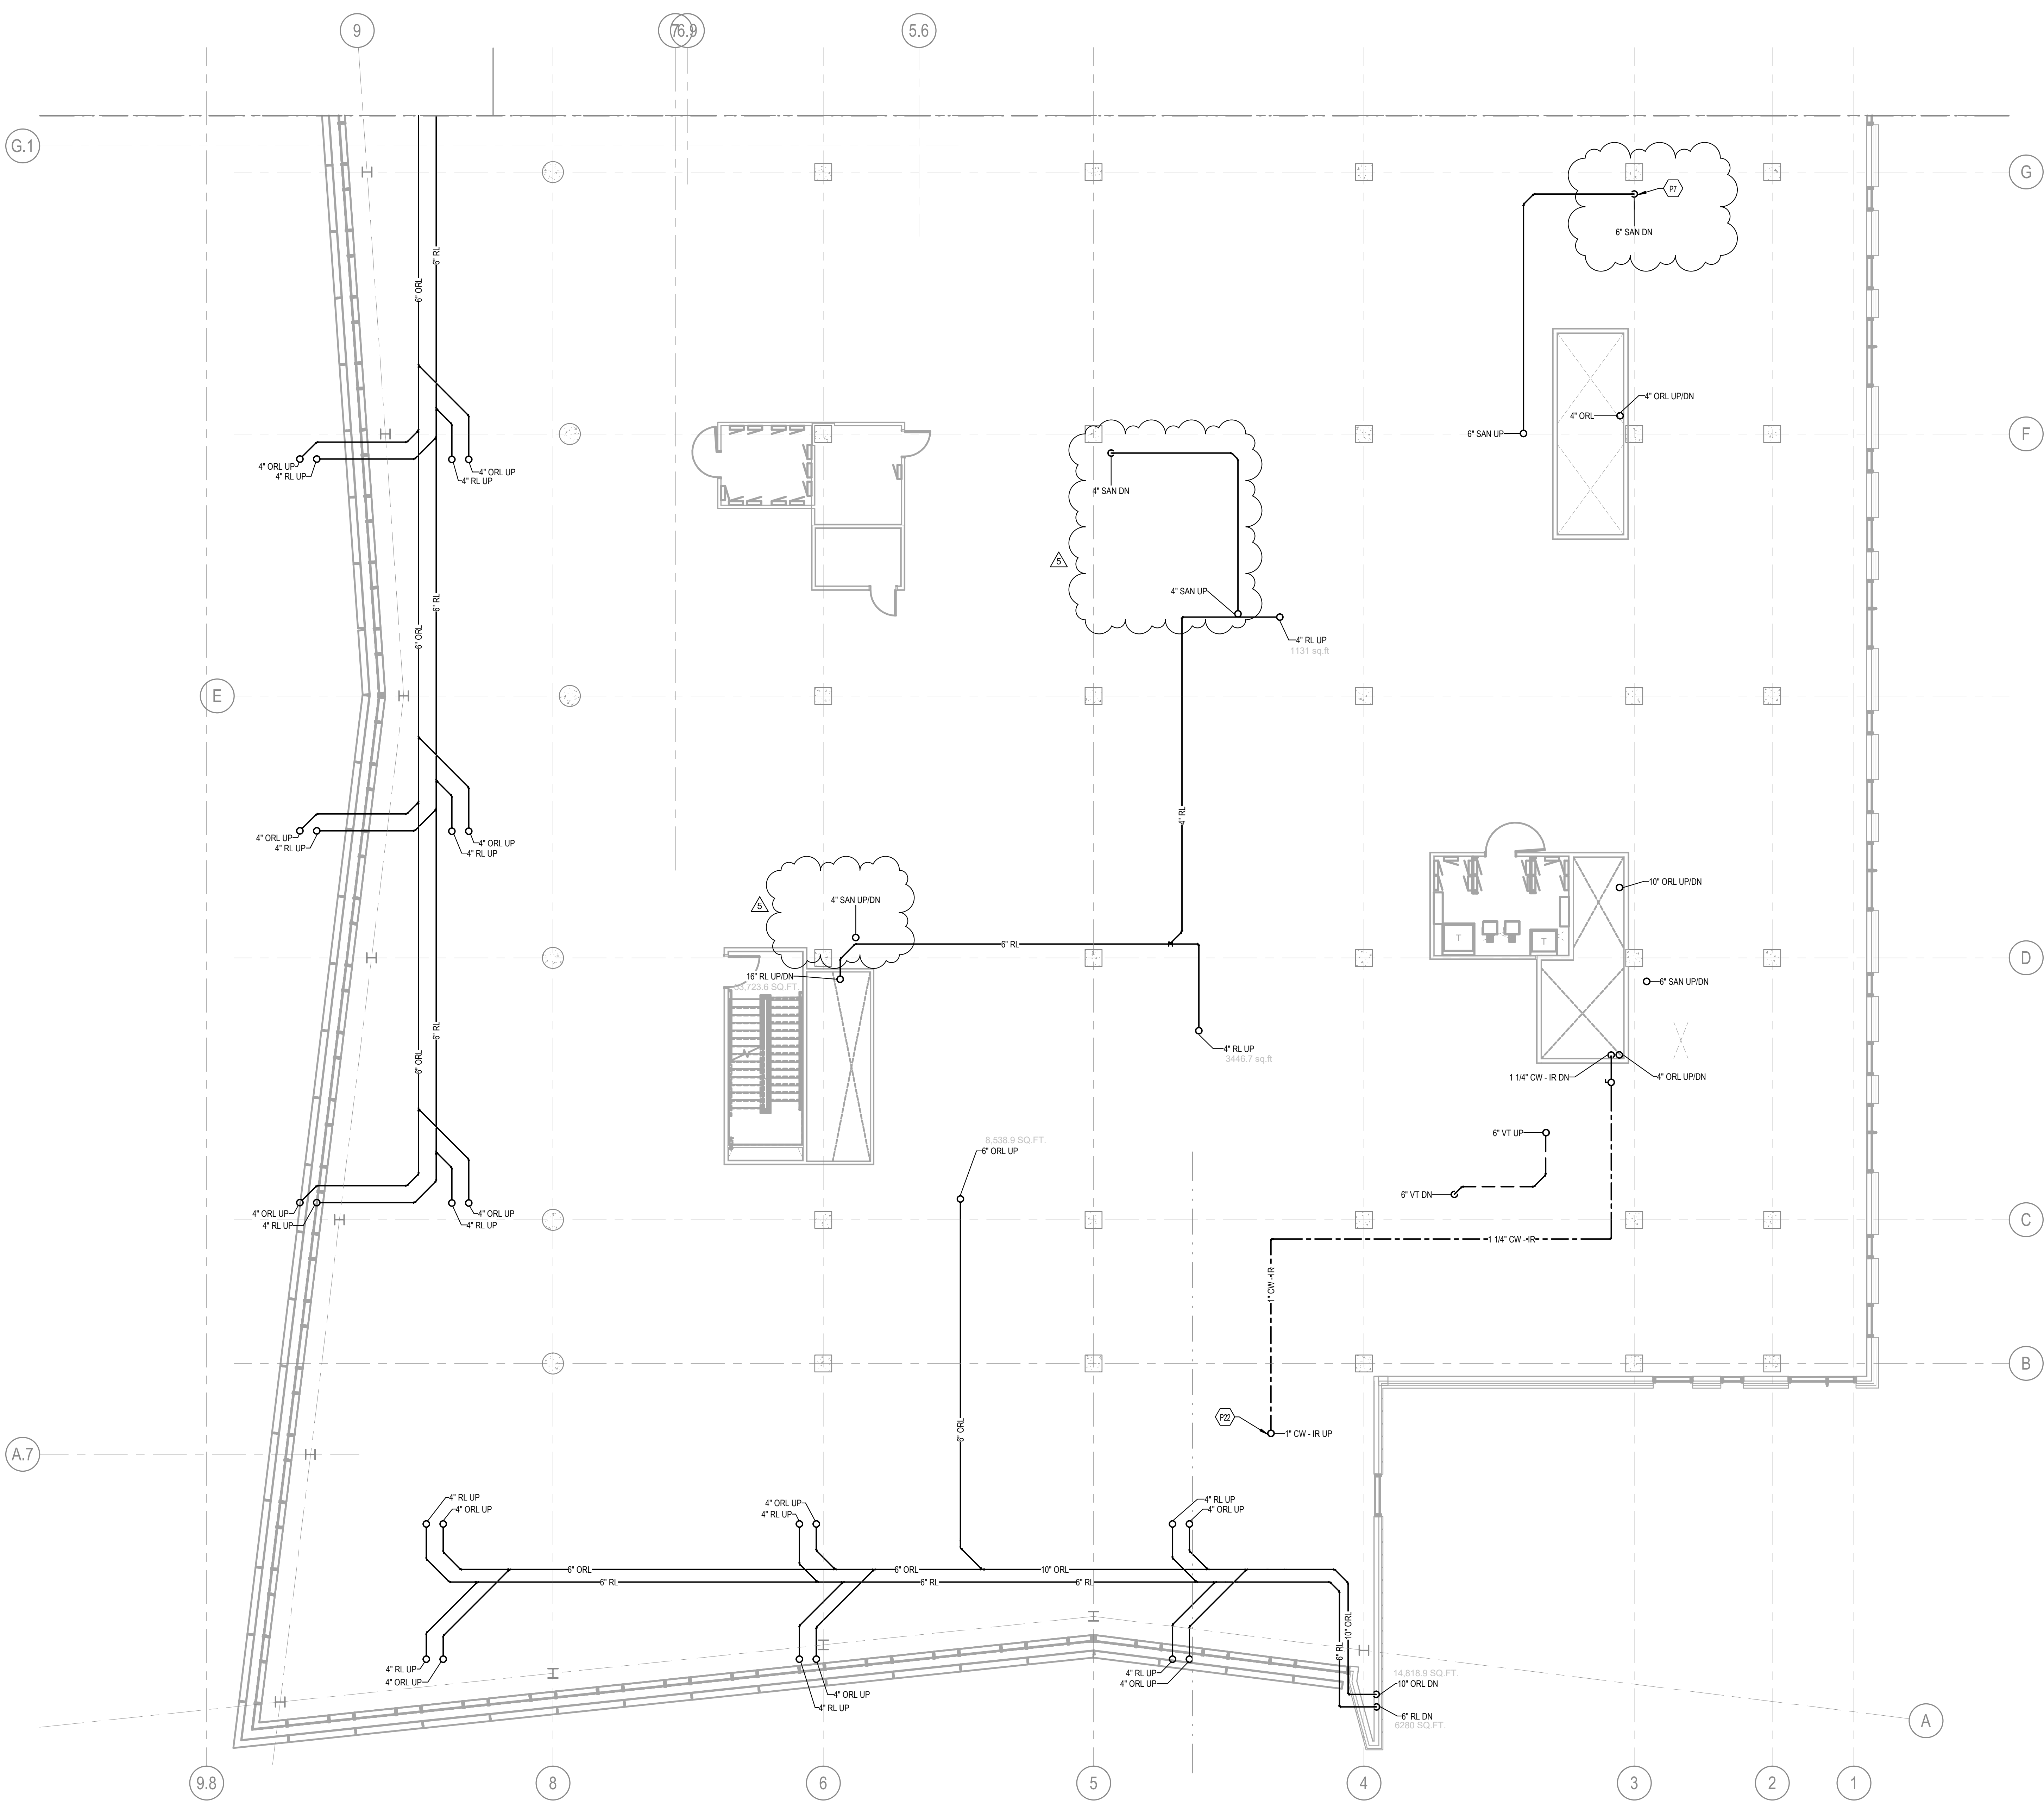 9
7
6.9
5.6
G.1
G
P7
6" SAN DN
6" RL
6" ORL
4" ORL UP/DN
4" ORL
6" SAN UP
F
4" ORL UP
4" RL UP
4" ORL UP
4" RL UP
4" SAN DN
5
4" SAN UP
4" RL UP
1131 sq.ft
6" RL
6" ORL
E
4" RL
4" ORL UP
4" RL UP
4" ORL UP
4" RL UP
5
4" SAN UP/DN
10" ORL UP/DN
T
T
6" RL
D
16" RL UP/DN
6" SAN UP/DN
6" RL
6" ORL
4" RL UP
3446.7 sq.ft
1 1/4" CW - IR DN
4" ORL UP/DN
6" VT UP
8,538.9 SQ.FT.
6" ORL UP
6" VT DN
4" ORL UP
4" RL UP
4" ORL UP
4" RL UP
C
1 1/4" CW - IR
1" CW - IR
B
P22
1" CW - IR UP
6" ORL
A.7
4" RL UP
4" ORL UP
4" ORL UP
4" RL UP
4" RL UP
4" ORL UP
6" ORL
6" ORL
10" ORL
6" RL
6" RL
6" RL
10" ORL
6" RL
4" RL UP
4" ORL UP
4" ORL UP
4" RL UP
4" RL UP
4" ORL UP
14,818.9 SQ.FT.
10" ORL DN
6" RL DN
6280 SQ.FT.
A
9.8
8
6
5
4
3
2
1